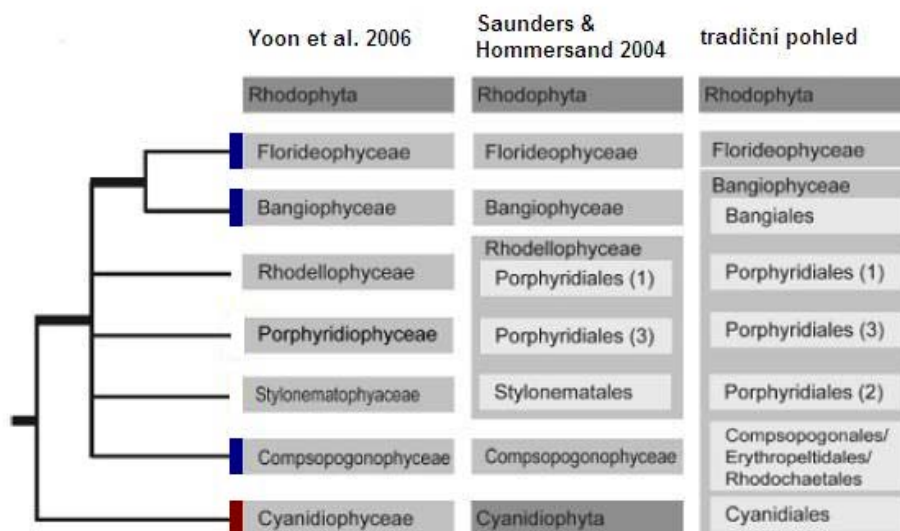 Yoon et al. 2006
Saunders &
Hommersand 2004
tradiční pohled
Rhodophyta
Rhodophyta
Rhodophyta
Florideophyceae
Florideophyceae
Florideophyceae
Bangiophyceae
Bangiophyceae
Bangiophyceae
Bangiales
Rhodellophyceae
Rhodellophyceae
Porphyridiales (1)
Porphyridiales (1)
Porphyridiophyceae
Porphyridiales (3)
Porphyridiales (3)
Stylonematophyaceae
Stylonematales
Porphyridiales (2)
Compsopogonophyceae
Compsopogonophyceae
Compsopogonales/
Erythropeltidales/
Rhodochaetales
Cyanidiophyceae
Cyanidiophyta
Cyanidiales